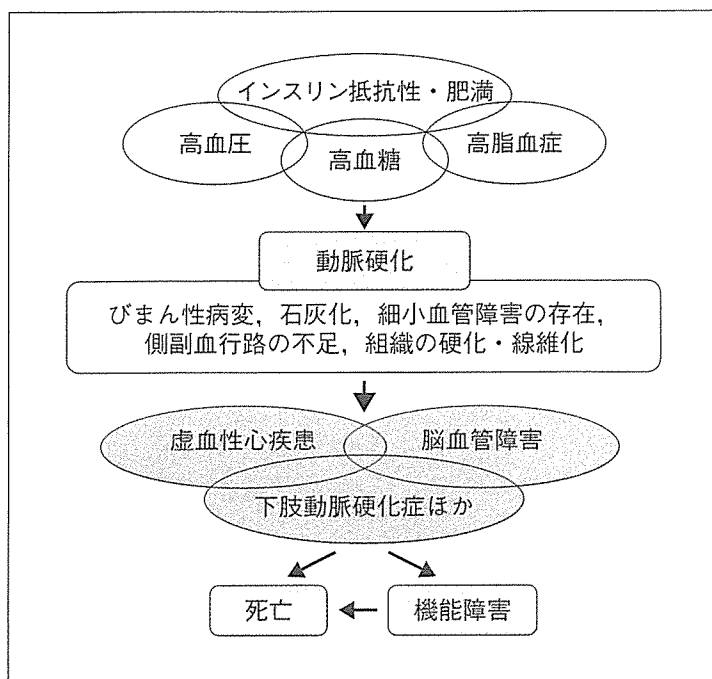 インスリン抵抗性・肥満
高血圧
高血糖
高脂血症
動脈硬化
びまん性病変，石灰化，細小血管障害の存在，
側副血行路の不足，組織の硬化・線維化
虚血性心疾患
脳血管障害
下肢動脈硬化症ほか
死亡
機能障害